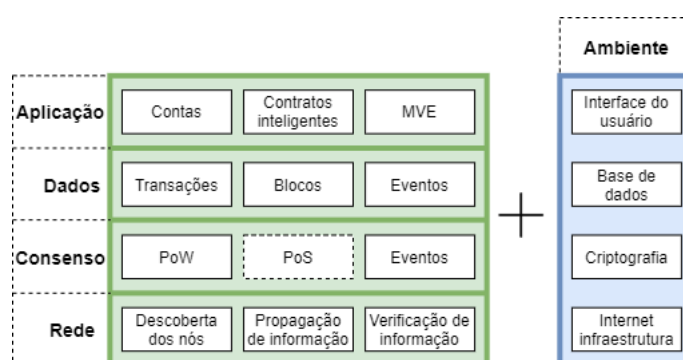 Ambiente
Aplicação
Contas
Contratos
inteligentes
MVE
Interface do
usuário
Dados
Transações
Blocos
Eventos
Base de
dados
Consenso
PoW
PoS
Eventos
Criptografia
Rede
Descoberta
dos nós
Propagação
de informação
Verificação de
informação
Internet
infraestrutura